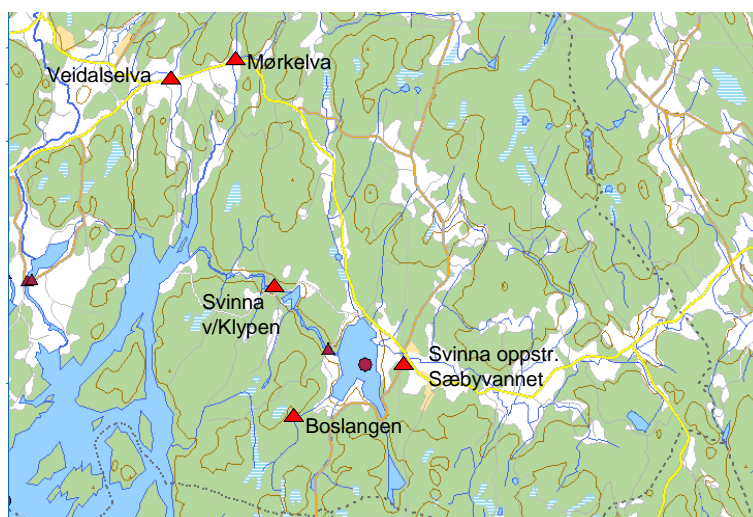 Mørkelva
Veidalselva
Svinna
v/Klypen
Svinna oppstr.
Sæbyvannet
Boslangen